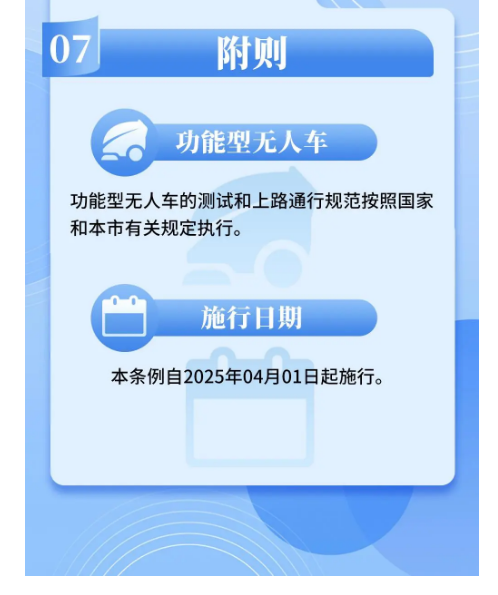 07
附则
功能型无人车
功能型无人车的测试和上路通行规范按照国家
和本市有关规定执行。
施行日期
本条例自2025年04月01日起施行。